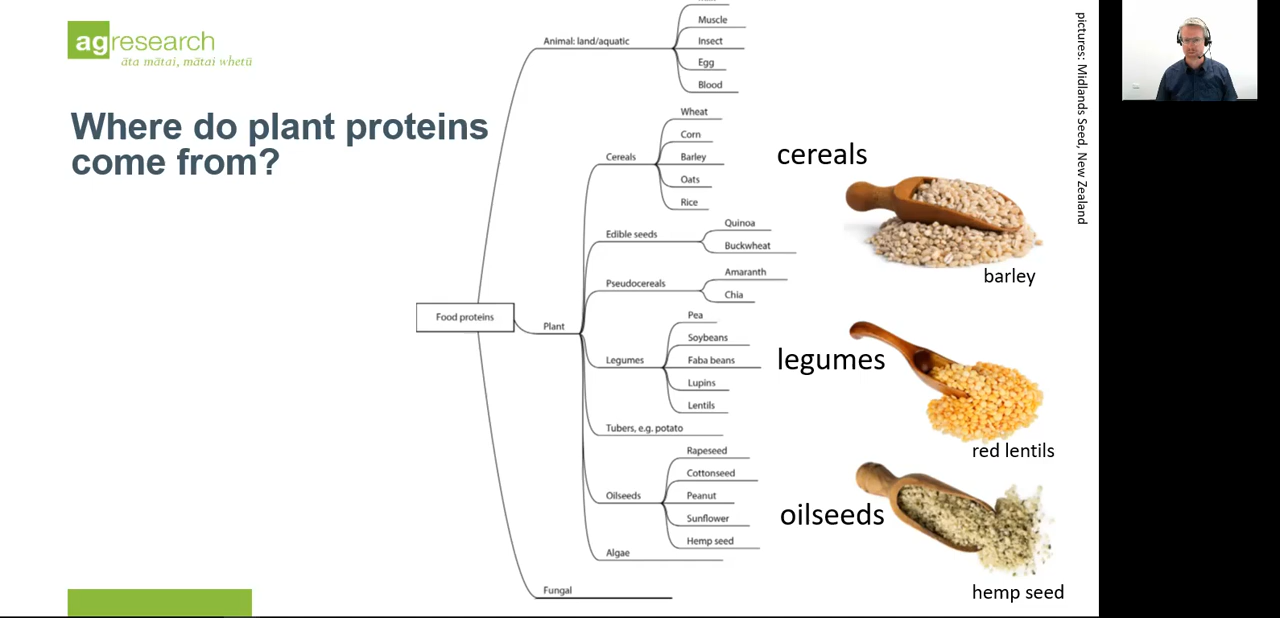 agresearch
āta mātai, mātai whetū
Where do plant proteins
come from?
Food proteins
Animal: land/aquatic
Muscle
Insect
Egg
Blood
Plant
Cereals
Wheat
Corn
Barley
Oats
Rice
Edible seeds
Quinoa
Buckwheat
Pseudocereals
Amaranth
Chia
Legumes
Pea
Soybeans
Faba beans
Lupins
Lentils
Tubers, e.g. potato
Oilseeds
Rapeseed
Cottonseed
Peanut
Sunflower
Hemp seed
Algae
Fungal
cereals
barley
legumes
red lentils
oilseeds
hemp seed
pictures: Midlands Seed, New Zealand